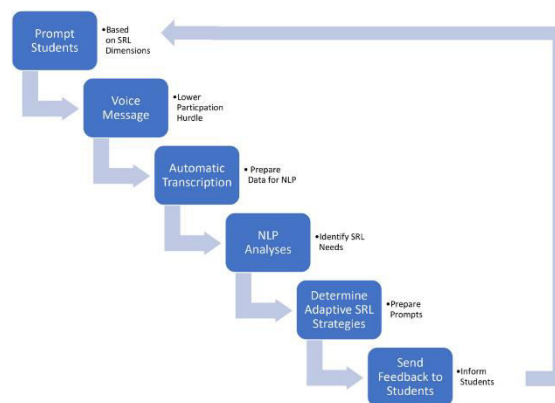 Prompt
Students
•Based
on SRL
Dimensions
Voice
Message
•Lower
Particpation
Hurdle
Automatic
Transcription
•Prepare
Data for NLP
NLP
Analyses
•Identify SRL
Needs
Determine
Adaptive SRL
Strategies
•Prepare
Prompts
Send
Feedback to
Students
•Inform
Students